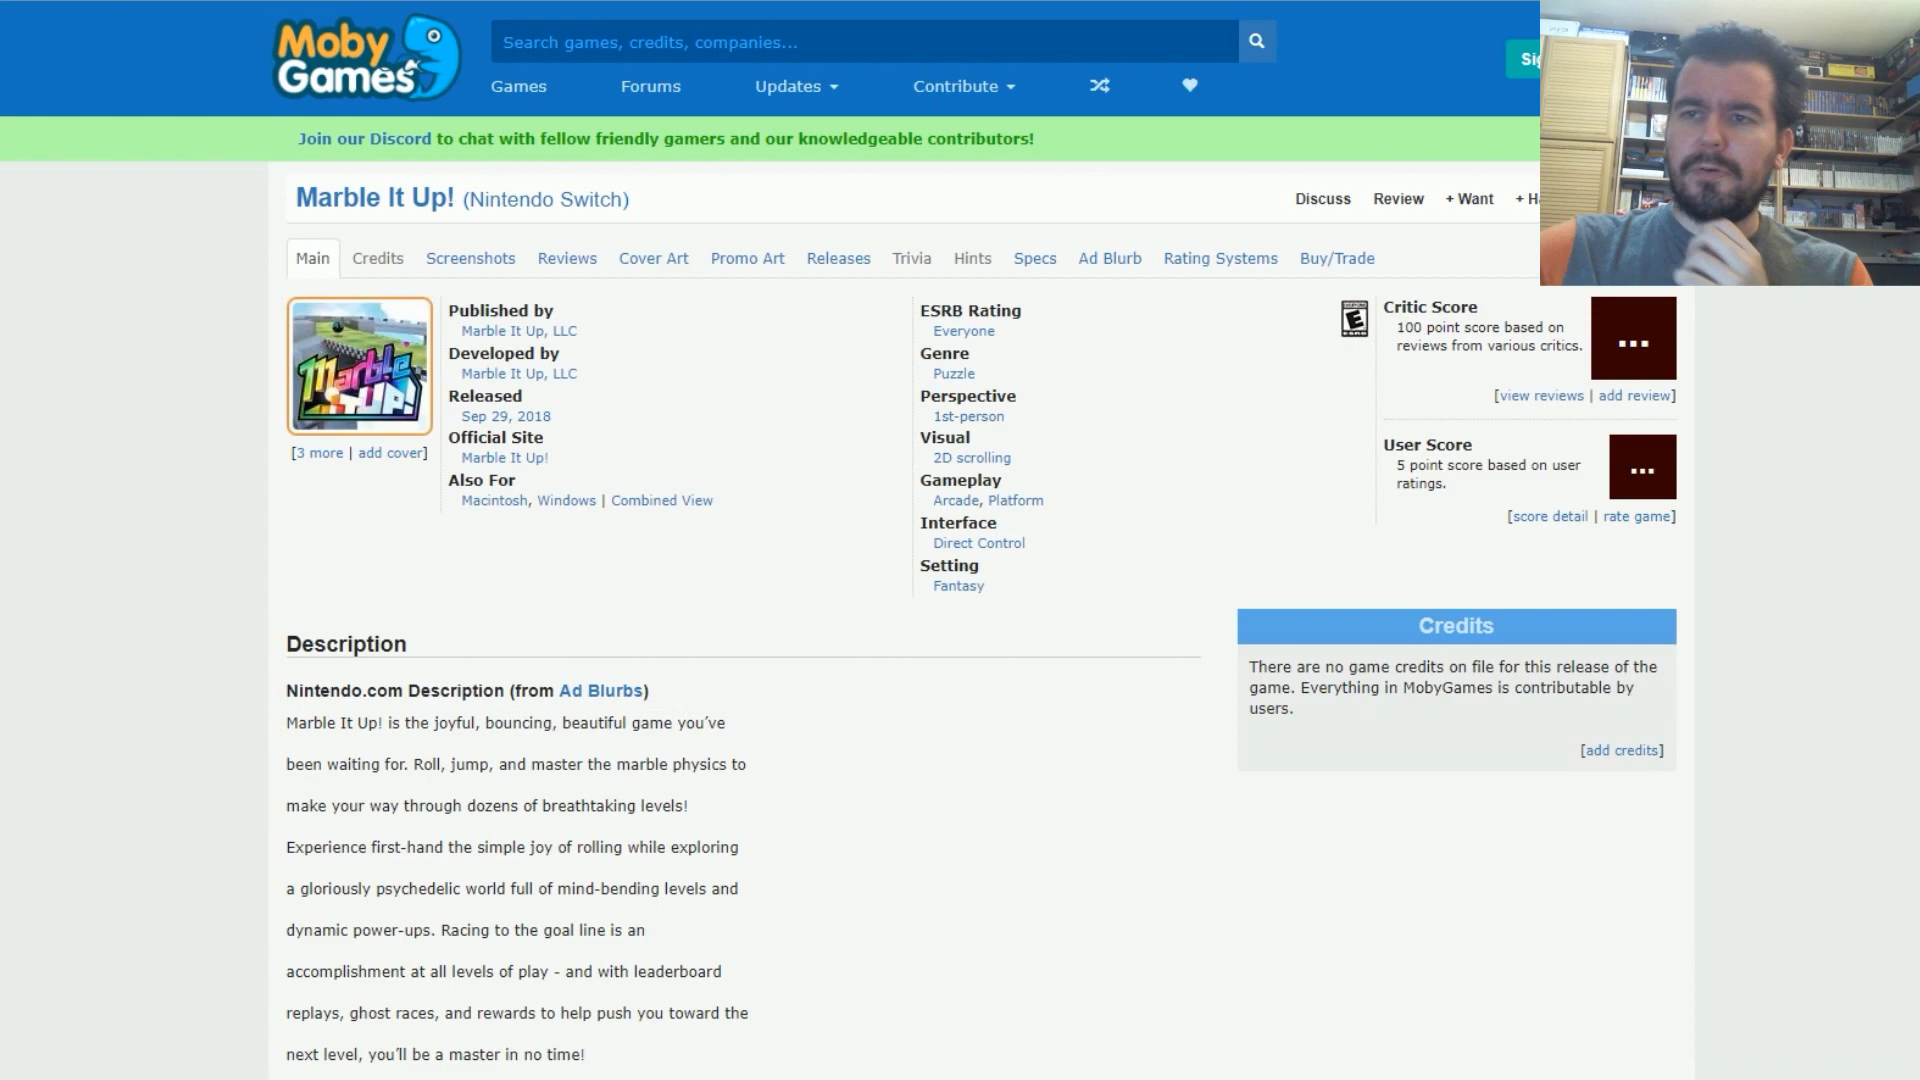 Moby Games
Search games, credits, companies...
Games Forums Updates Contribute
Join our Discord to chat with fellow friendly gamers and our knowledgeable contributors!
Marble It Up! (Nintendo Switch)
Discuss Review + Want
Main Credits Screenshots Reviews Cover Art Promo Art Releases Trivia Hints Specs Ad Blurb Rating Systems Buy/Trade
Marble It Up!
[3 more | add cover]
Published by
Marble It Up, LLC
Developed by
Marble It Up, LLC
Released
Sep 29, 2018
Official Site
Marble It Up!
Also For
Macintosh, Windows | Combined View
ESRB Rating
Everyone
Genre
Puzzle
Perspective
1st-person
Visual
2D scrolling
Gameplay
Arcade, Platform
Interface
Direct Control
Setting
Fantasy
E
Critic Score
100 point score based on
reviews from various critics.
...
[view reviews | add review]
User Score
5 point score based on user
ratings.
...
[score detail | rate game]
Description
Nintendo.com Description (from Ad Blurbs)
Marble It Up! is the joyful, bouncing, beautiful game you’ve
been waiting for. Roll, jump, and master the marble physics to
make your way through dozens of breathtaking levels!
Experience first-hand the simple joy of rolling while exploring
a gloriously psychedelic world full of mind-bending levels and
dynamic power-ups. Racing to the goal line is an
accomplishment at all levels of play - and with leaderboard
replays, ghost races, and rewards to help push you toward the
next level, you’ll be a master in no time!
Credits
There are no game credits on file for this release of the
game. Everything in MobyGames is contributable by
users.
[add credits]